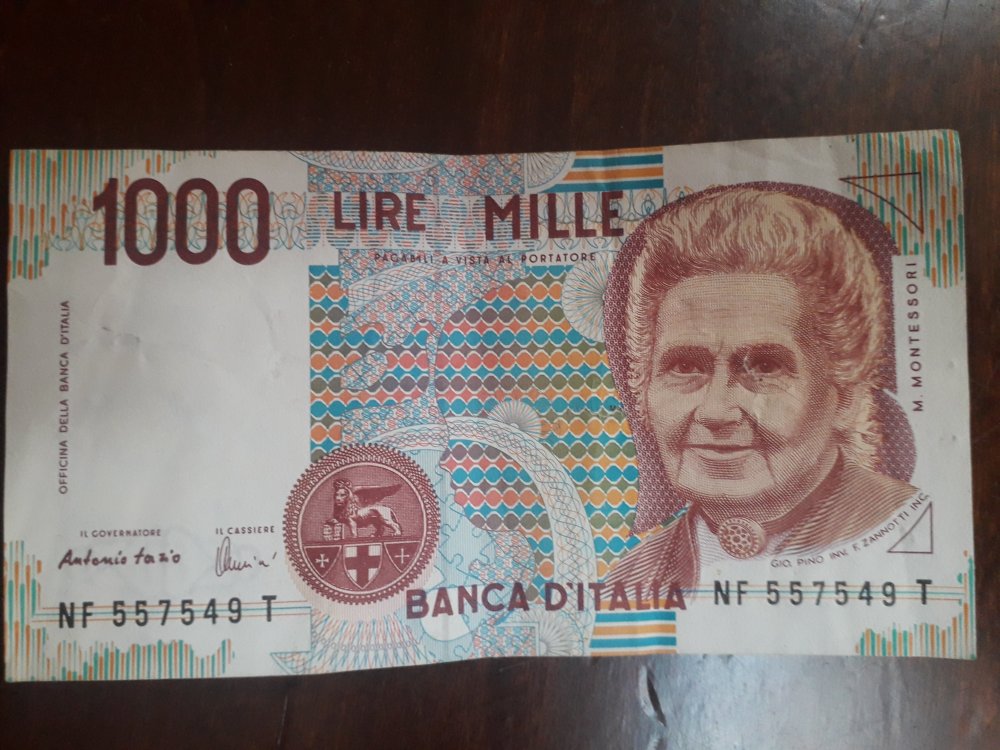 1000 LIRE MILLE
PAGABILI A VISTA AL PORTATORE
OFFICINA DELLA BANCA D'ITALIA
M. MONTESSORI
IL GOVERNATORE
IL CASSIERE
Antonio Fazio
GIO. PINO INV. F. ZANNOTTI INC.
BANCA D'ITALIA
NF 557549 T
NF 557549 T